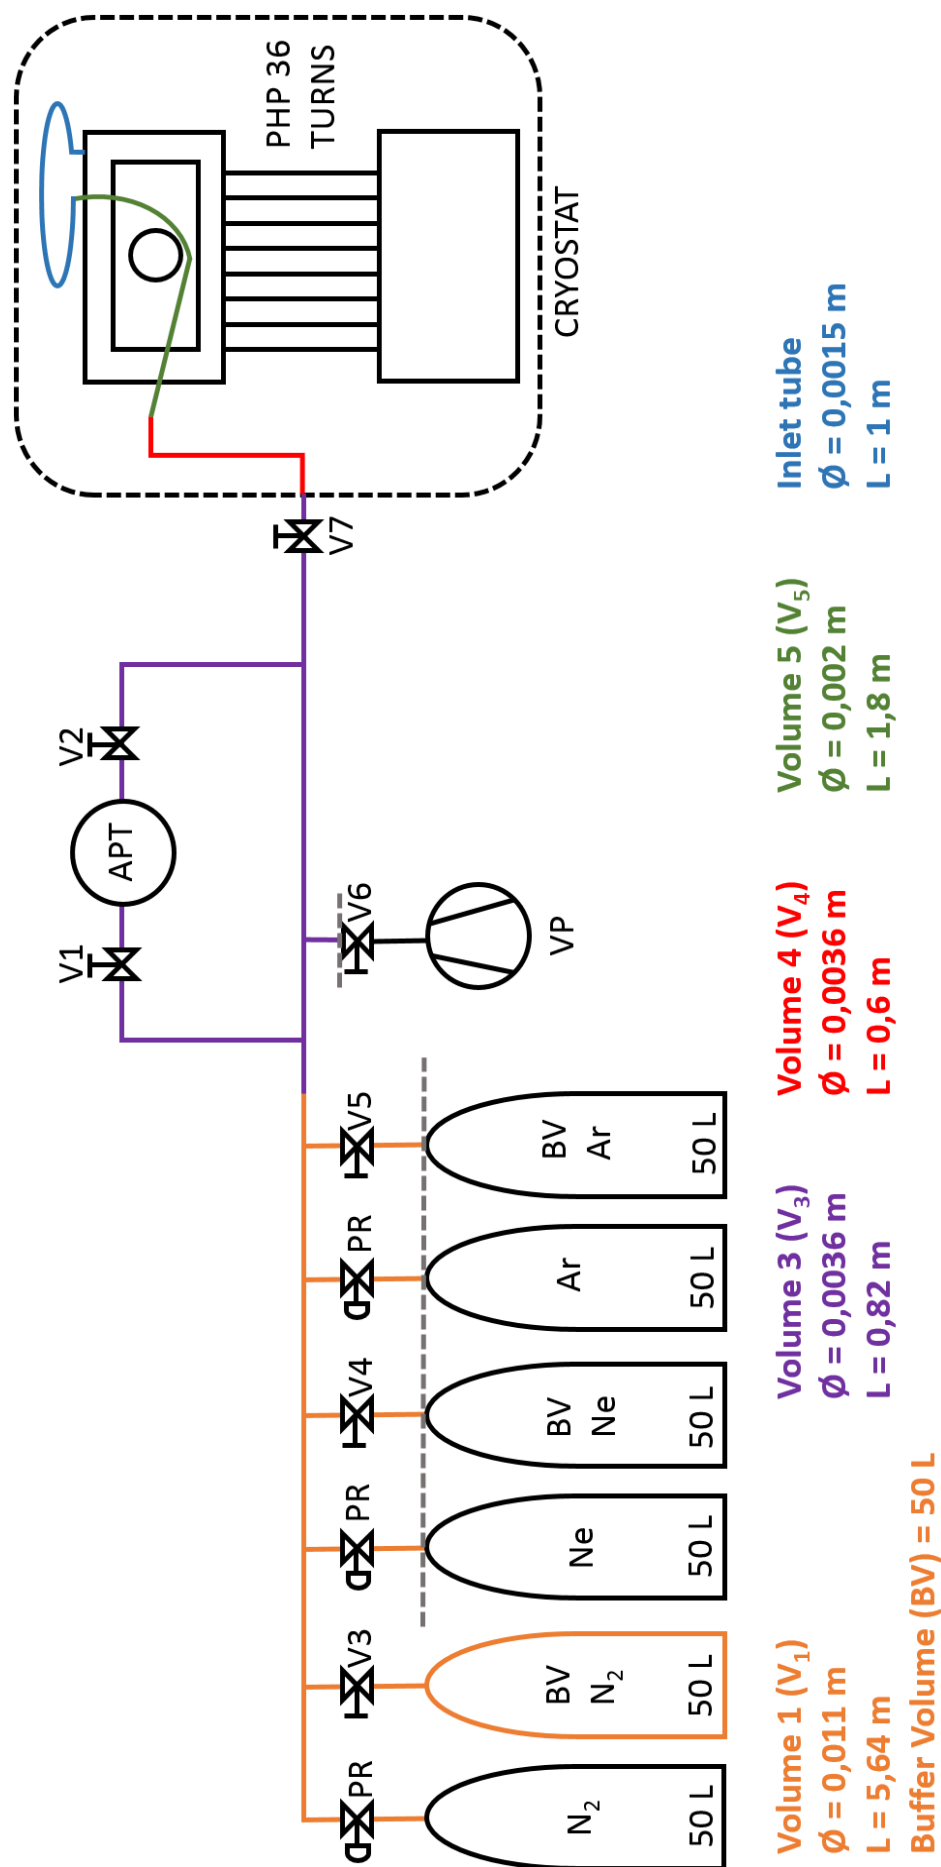 PHP 36
TURNS
CRYOSTAT
V7
V2
APT
V1
V6
VP
V5
PR
V4
PR
V3
PR
BV
Ar
50 L
Ar
50 L
BV
Ne
50 L
Ne
50 L
BV
N₂
50 L
N₂
50 L
Volume 1 (V₁)
Ø = 0,011 m
L = 5,64 m
Buffer Volume (BV) = 50 L
Volume 3 (V₃)
Ø = 0,0036 m
L = 0,82 m
Volume 4 (V₄)
Ø = 0,0036 m
L = 0,6 m
Volume 5 (V₅)
Ø = 0,002 m
L = 1,8 m
Inlet tube
Ø = 0,0015 m
L = 1 m